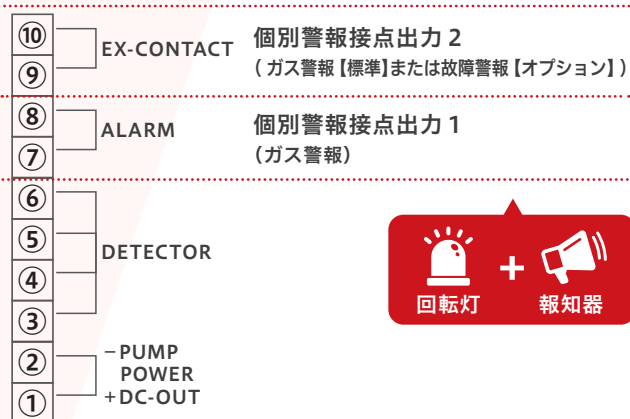 ⑩
⑨
EX-CONTACT
個別警報接点出力 2
( ガス警報【標準】または故障警報【オプション】)
⑧
⑦
ALARM
個別警報接点出力 1
(ガス警報)
⑥
⑤
④
③
DETECTOR
回転灯 + 報知器
②
①
−PUMP
POWER
+DC-OUT